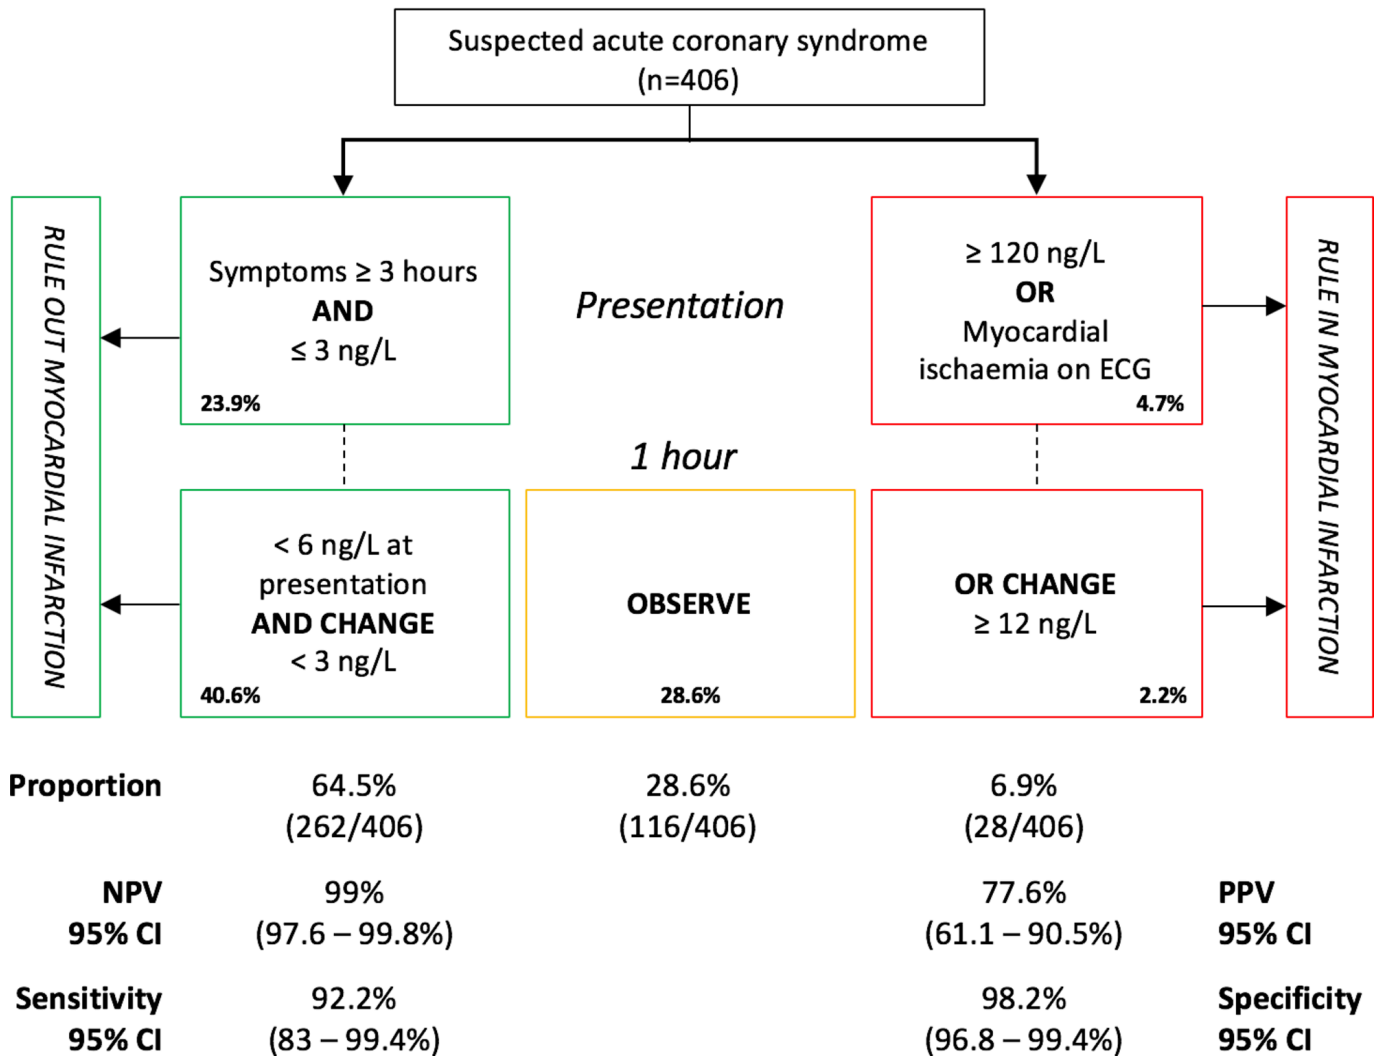 Suspected acute coronary syndrome
(n=406)
RULE OUT MYOCARDIAL INFARCTION
Symptoms ≥ 3 hours
AND
≤ 3 ng/L
23.9%
Presentation
≥ 120 ng/L
OR
Myocardial
ischaemia on ECG
4.7%
RULE IN MYOCARDIAL INFARCTION
1 hour
< 6 ng/L at
presentation
AND CHANGE
< 3 ng/L
40.6%
OBSERVE
28.6%
OR CHANGE
≥ 12 ng/L
2.2%
Proportion 64.5% 28.6% 6.9%
(262/406) (116/406) (28/406)
NPV 99% 77.6% PPV
95% CI (97.6 – 99.8%) (61.1 – 90.5%) 95% CI
Sensitivity 92.2% 98.2% Specificity
95% CI (83 – 99.4%) (96.8 – 99.4%) 95% CI